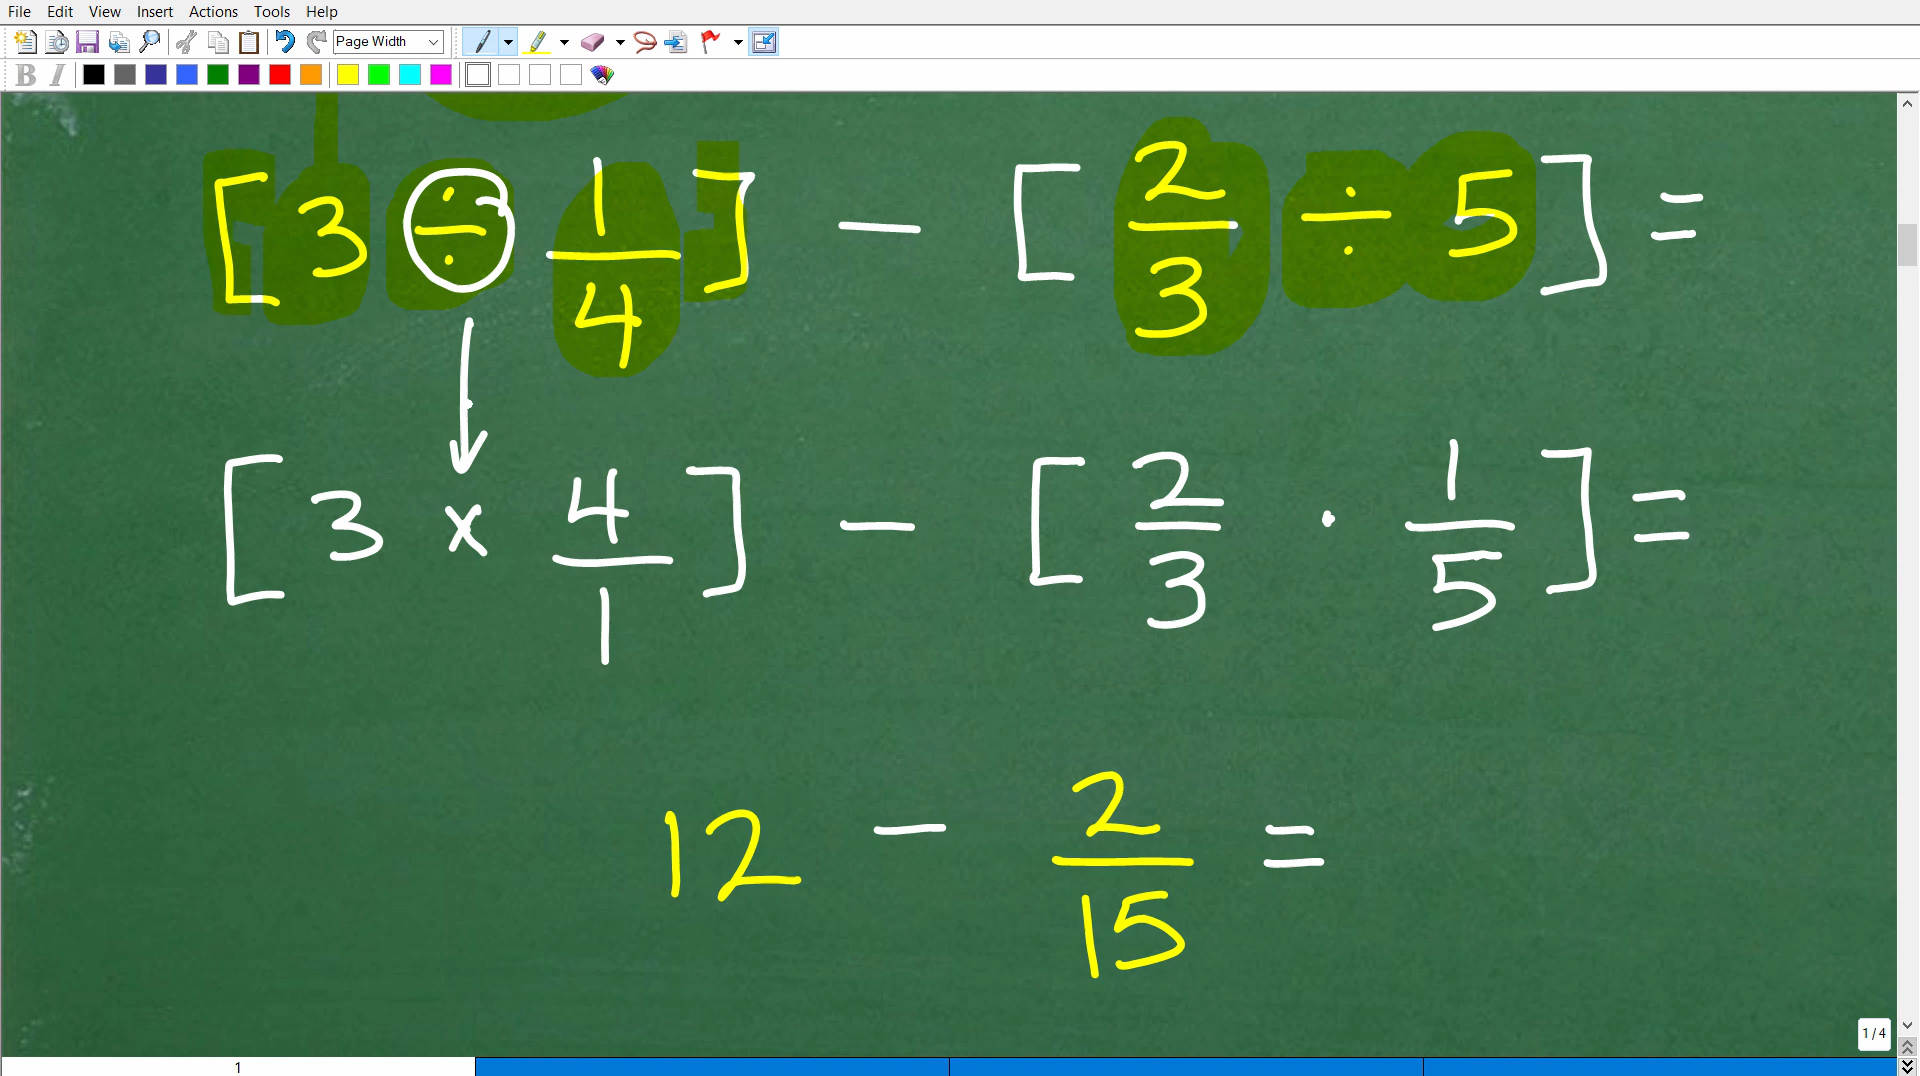 File Edit View Insert Actions Tools Help
Page Width
B I
[3 ÷ 1/4] - [2/3 ÷ 5] =
[3 x 4/1] - [2/3 · 1/5] =
12 - 2/15 =
1 / 4
1